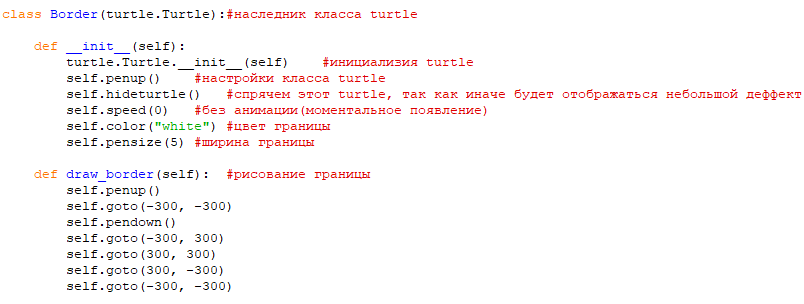 class Border(turtle.Turtle):#наследник класса turtle
def __init__(self):
turtle.Turtle.__init__(self) #инициализия turtle
self.penup() #настройки класса turtle
self.hideturtle() #спрячем этот turtle, так как иначе будет отображаться небольшой деффект
self.speed(0) #без анимации(моментальное появление)
self.color("white") #цвет границы
self.pensize(5) #ширина границы
def draw_border(self): #рисование границы
self.penup()
self.goto(-300, -300)
self.pendown()
self.goto(-300, 300)
self.goto(300, 300)
self.goto(300, -300)
self.goto(-300, -300)